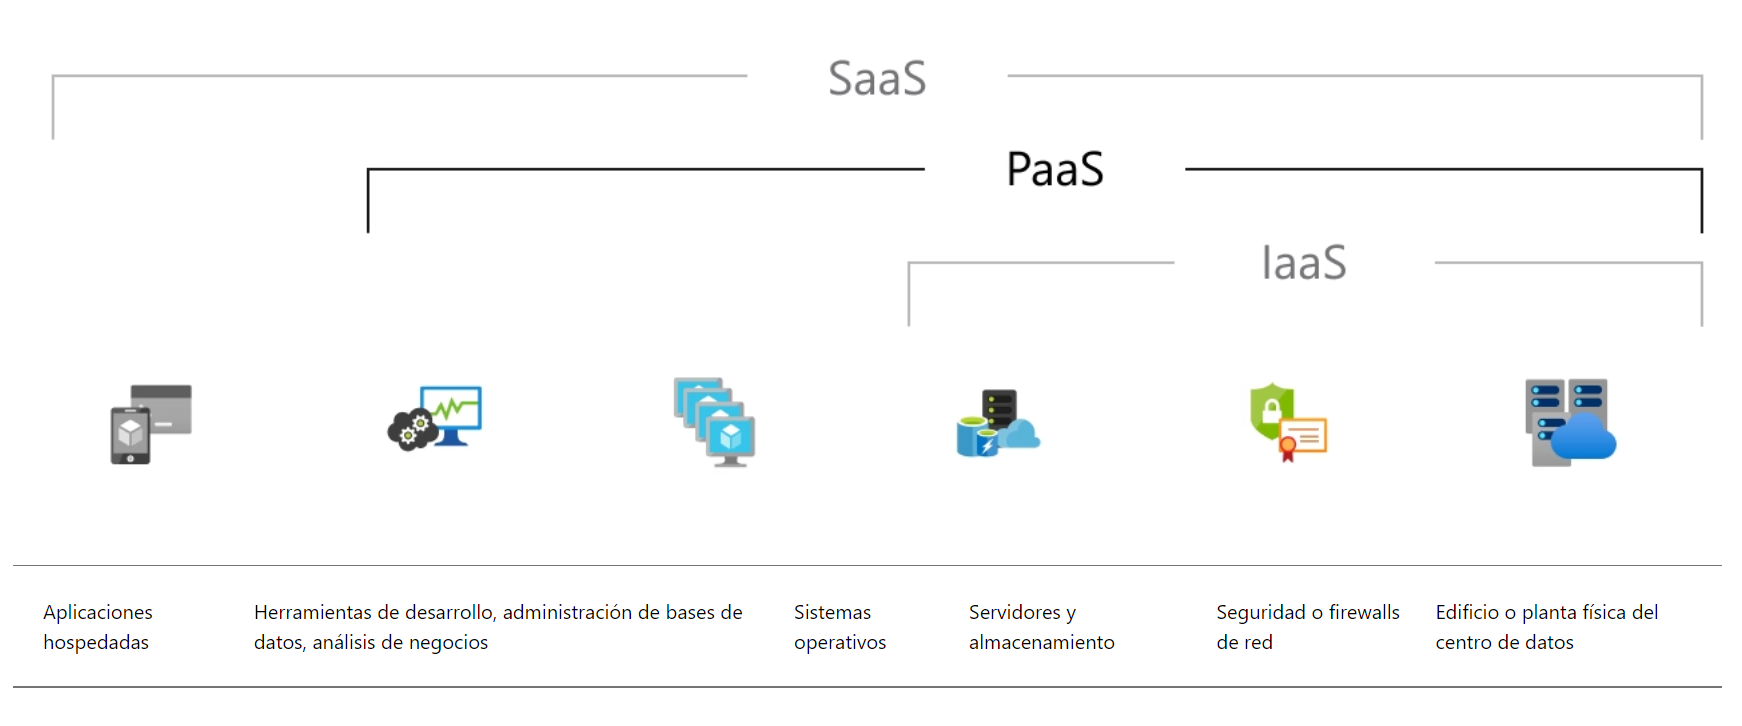 SaaS
PaaS
IaaS
Aplicaciones
hospedadas
Herramientas de desarrollo, administración de bases de
datos, análisis de negocios
Sistemas
operativos
Servidores y
almacenamiento
Seguridad o firewalls
de red
Edificio o planta física del
centro de datos